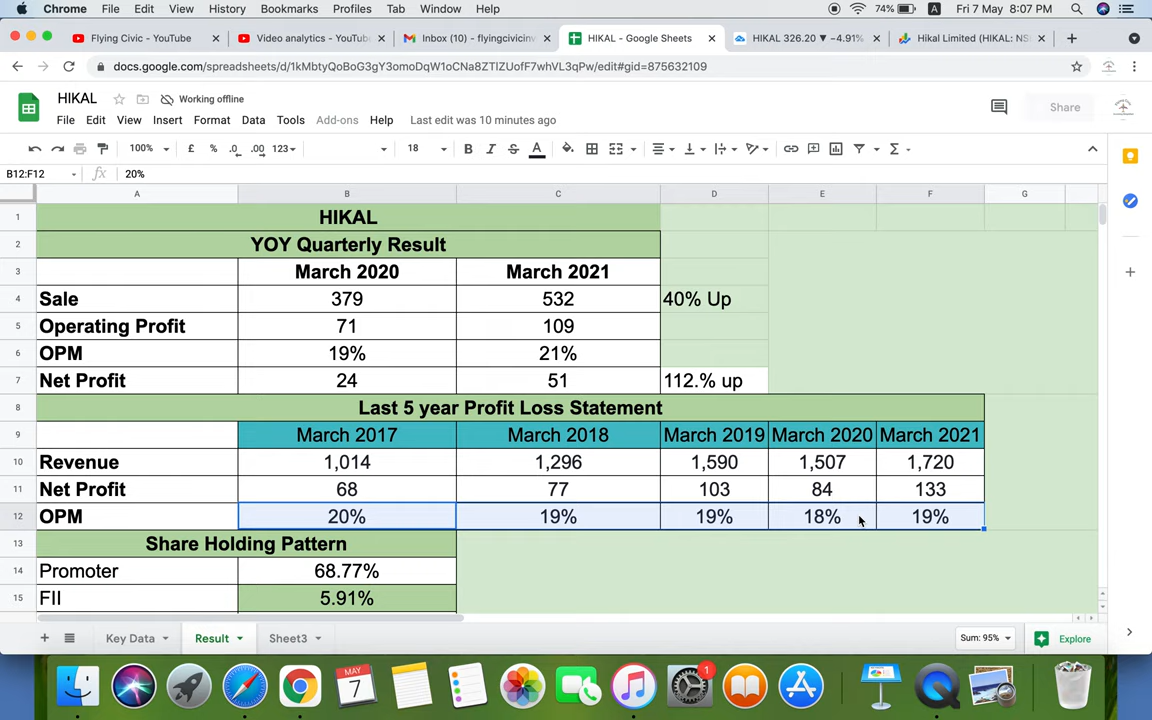 Chrome File Edit View History Bookmarks Profiles Tab Window Help 74% A Fri 7 May 8:07 PM
Flying Civic - YouTube × Video analytics - YouTub × Inbox (10) - flyingcivicinv × HIKAL - Google Sheets × HIKAL 326.20 ▼ −4.91% × Hikal Limited (HIKAL: NS × +
docs.google.com/spreadsheets/d/1kMbtyQoBoG3gY3omoDqW1oCNa8ZTIZUofF7whVL3qPw/edit#gid=875632109
HIKAL Working offline Share
File Edit View Insert Format Data Tools Add-ons Help Last edit was 10 minutes ago
100% £ % .0 .00 123 18 B I S A Σ
B12:F12 fx 20%
A B C D E F G
1 HIKAL
2 YOY Quarterly Result
3 March 2020 March 2021
4 Sale 379 532 40% Up
5 Operating Profit 71 109
6 OPM 19% 21%
7 Net Profit 24 51 112.% up
8 Last 5 year Profit Loss Statement
9 March 2017 March 2018 March 2019 March 2020 March 2021
10 Revenue 1,014 1,296 1,590 1,507 1,720
11 Net Profit 68 77 103 84 133
12 OPM 20% 19% 19% 18% 19%
13 Share Holding Pattern
14 Promoter 68.77%
15 FII 5.91%
+ Key Data Result Sheet3 Sum: 95% Explore
MAY
7
1